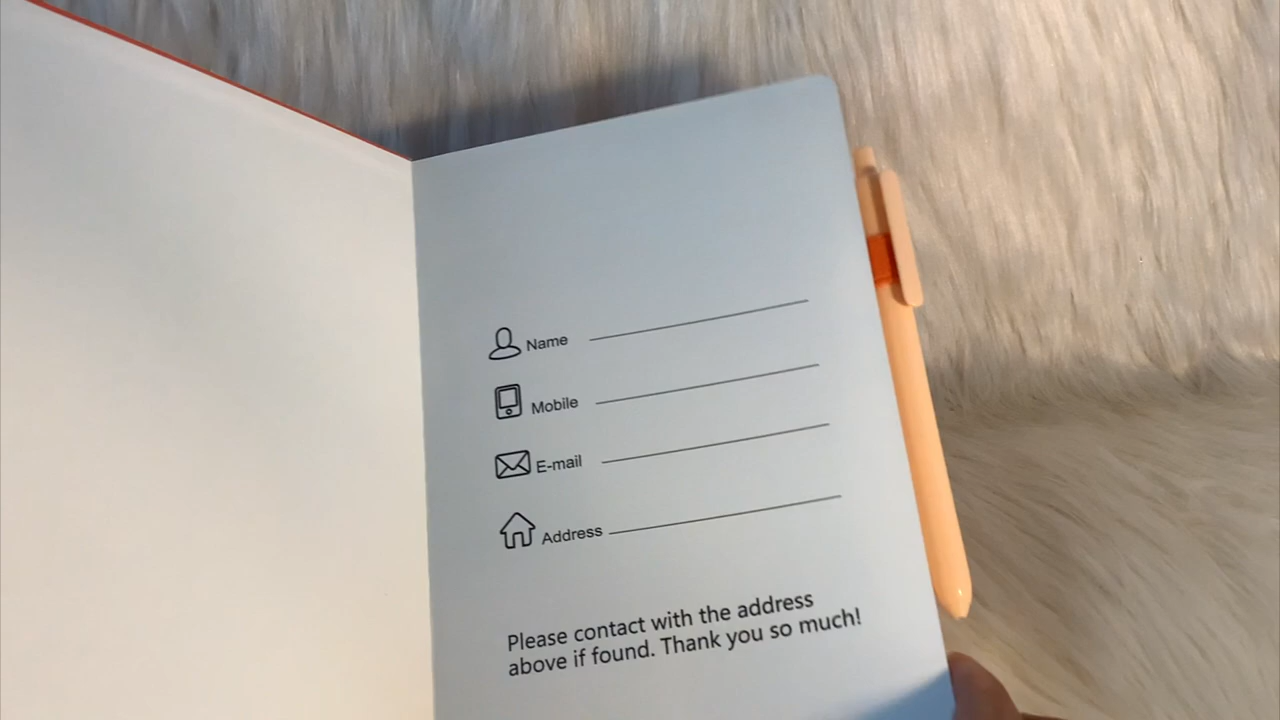 Name
Mobile
E-mail
Address
Please contact with the address
above if found. Thank you so much!